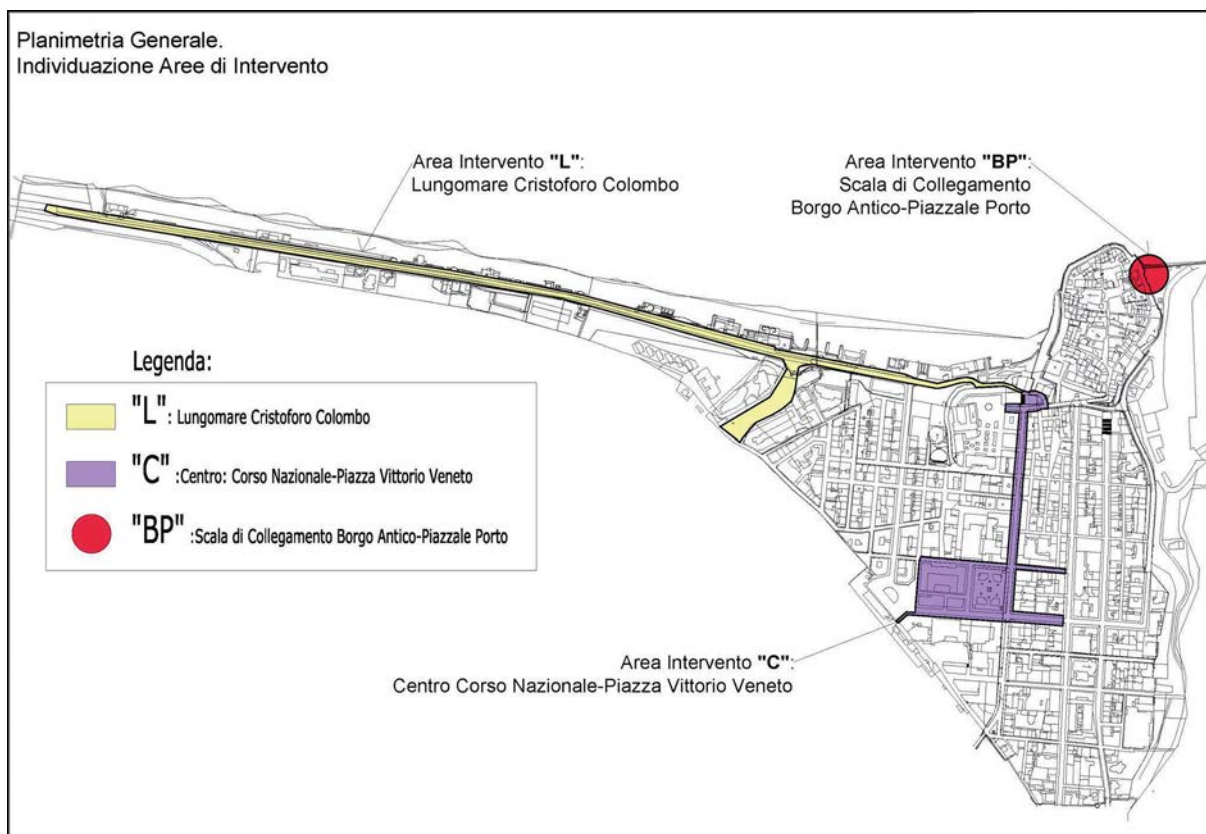 Planimetria Generale.
Individuazione Aree di Intervento
Area Intervento "L":
Lungomare Cristoforo Colombo
Area Intervento "BP":
Scala di Collegamento
Borgo Antico-Piazzale Porto
Legenda:
"L" : Lungomare Cristoforo Colombo
"C" :Centro: Corso Nazionale-Piazza Vittorio Veneto
"BP" :Scala di Collegamento Borgo Antico-Piazzale Porto
Area Intervento "C":
Centro Corso Nazionale-Piazza Vittorio Veneto